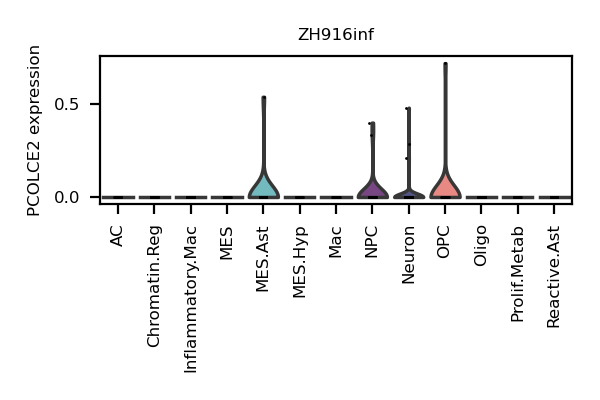 ZH916inf
PCOLCE2 expression
0.5
0.0
AC
Chromatin.Reg
Inflammatory.Mac
MES
MES.Ast
MES.Hyp
Mac
NPC
Neuron
OPC
Oligo
Prolif.Metab
Reactive.Ast